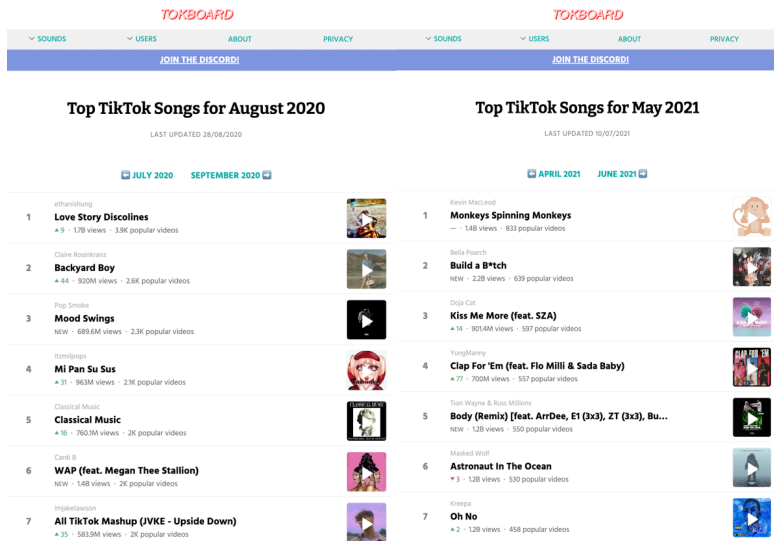 TOKBOARD
SOUNDS USERS ABOUT PRIVACY
JOIN THE DISCORD!
Top TikTok Songs for August 2020
LAST UPDATED 28/08/2020
JULY 2020 SEPTEMBER 2020
ethanishung
1 Love Story Discolines
9 · 1.7B views · 3.9K popular videos
Claire Rosinkranz
2 Backyard Boy
44 · 920M views · 2.6K popular videos
Pop Smoke
3 Mood Swings
NEW · 689.6M views · 2.3K popular videos
itzmilpops
4 Mi Pan Su Sus
31 · 963M views · 2.1K popular videos
Classical Music
5 Classical Music
16 · 760.1M views · 2K popular videos
Cardi B
6 WAP (feat. Megan Thee Stallion)
NEW · 1.4B views · 2K popular videos
imjakelawson
7 All TikTok Mashup (JVKE - Upside Down)
35 · 583.9M views · 2K popular videos
TOKBOARD
SOUNDS USERS ABOUT PRIVACY
JOIN THE DISCORD!
Top TikTok Songs for May 2021
LAST UPDATED 10/07/2021
APRIL 2021 JUNE 2021
Kevin MacLeod
1 Monkeys Spinning Monkeys
— · 1.4B views · 833 popular videos
Bella Poarch
2 Build a B*tch
NEW · 2.2B views · 639 popular videos
Doja Cat
3 Kiss Me More (feat. SZA)
14 · 901.4M views · 597 popular videos
YungManny
4 Clap For 'Em (feat. Flo Milli & Sada Baby)
77 · 700M views · 557 popular videos
Tion Wayne & Russ Millions
5 Body (Remix) [feat. ArrDee, E1 (3x3), ZT (3x3), Bu...
NEW · 1.2B views · 550 popular videos
Masked Wolf
6 Astronaut In The Ocean
3 · 1.2B views · 530 popular videos
Kreepa
7 Oh No
2 · 1.2B views · 458 popular videos
CLAP FOR 'EM